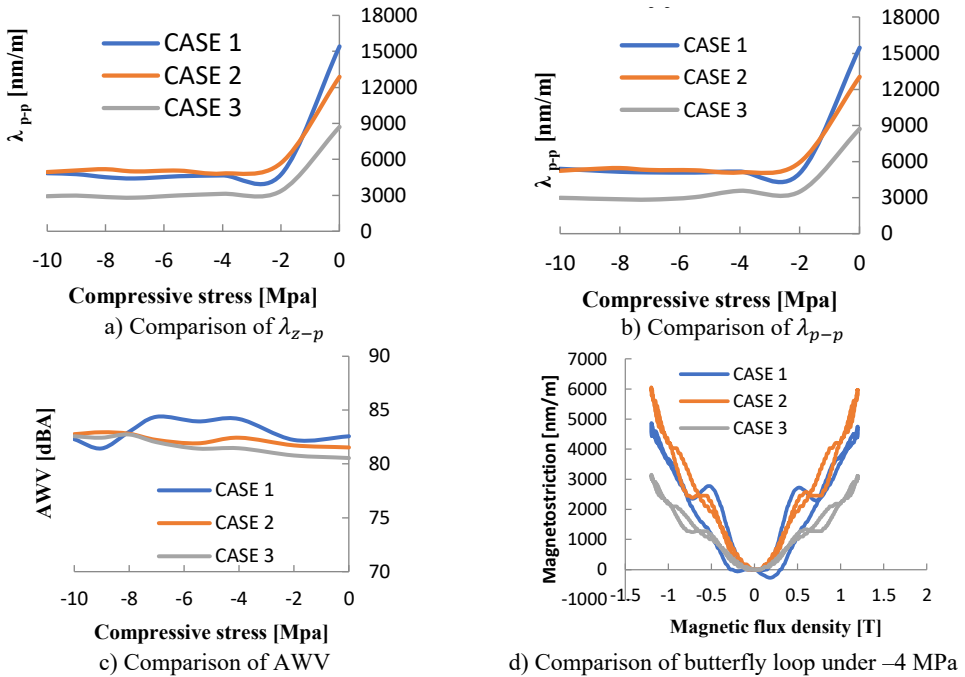 λ p-p [nm/m]
CASE 1
CASE 2
CASE 3
18000
15000
12000
9000
6000
3000
0
-10 -8 -6 -4 -2 0
Compressive stress [Mpa]
a) Comparison of λz−p
λ p-p [nm/m]
CASE 1
CASE 2
CASE 3
18000
15000
12000
9000
6000
3000
0
-10 -8 -6 -4 -2 0
Compressive stress [Mpa]
b) Comparison of λp−p
AWV [dBA]
90
85
80
75
70
CASE 1
CASE 2
CASE 3
-10 -8 -6 -4 -2 0
Compressive stress [Mpa]
c) Comparison of AWV
Magnetostriction [nm/m]
7000
6000
5000
4000
3000
2000
1000
0
-1000
CASE 1
CASE 2
CASE 3
-1.5 -1 -0.5 0 0.5 1 1.5 2
Magnetic flux density [T]
d) Comparison of butterfly loop under –4 MPa